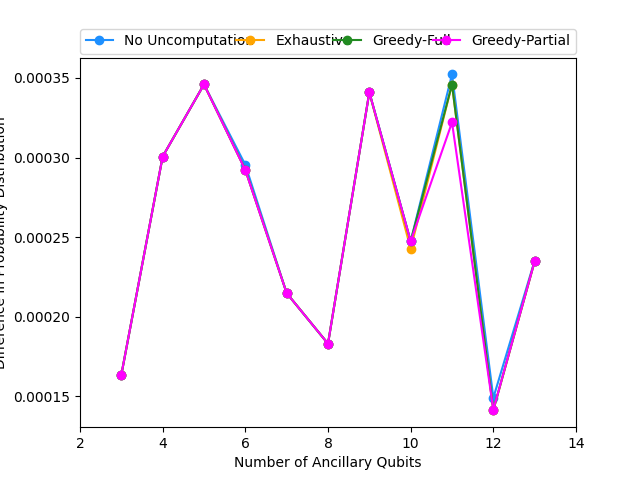 No Uncomputation Exhaustive Greedy-Full Greedy-Partial
0.00035
0.00030
0.00025
0.00020
0.00015
Difference in Probability Distribution
2 4 6 8 10 12 14
Number of Ancillary Qubits